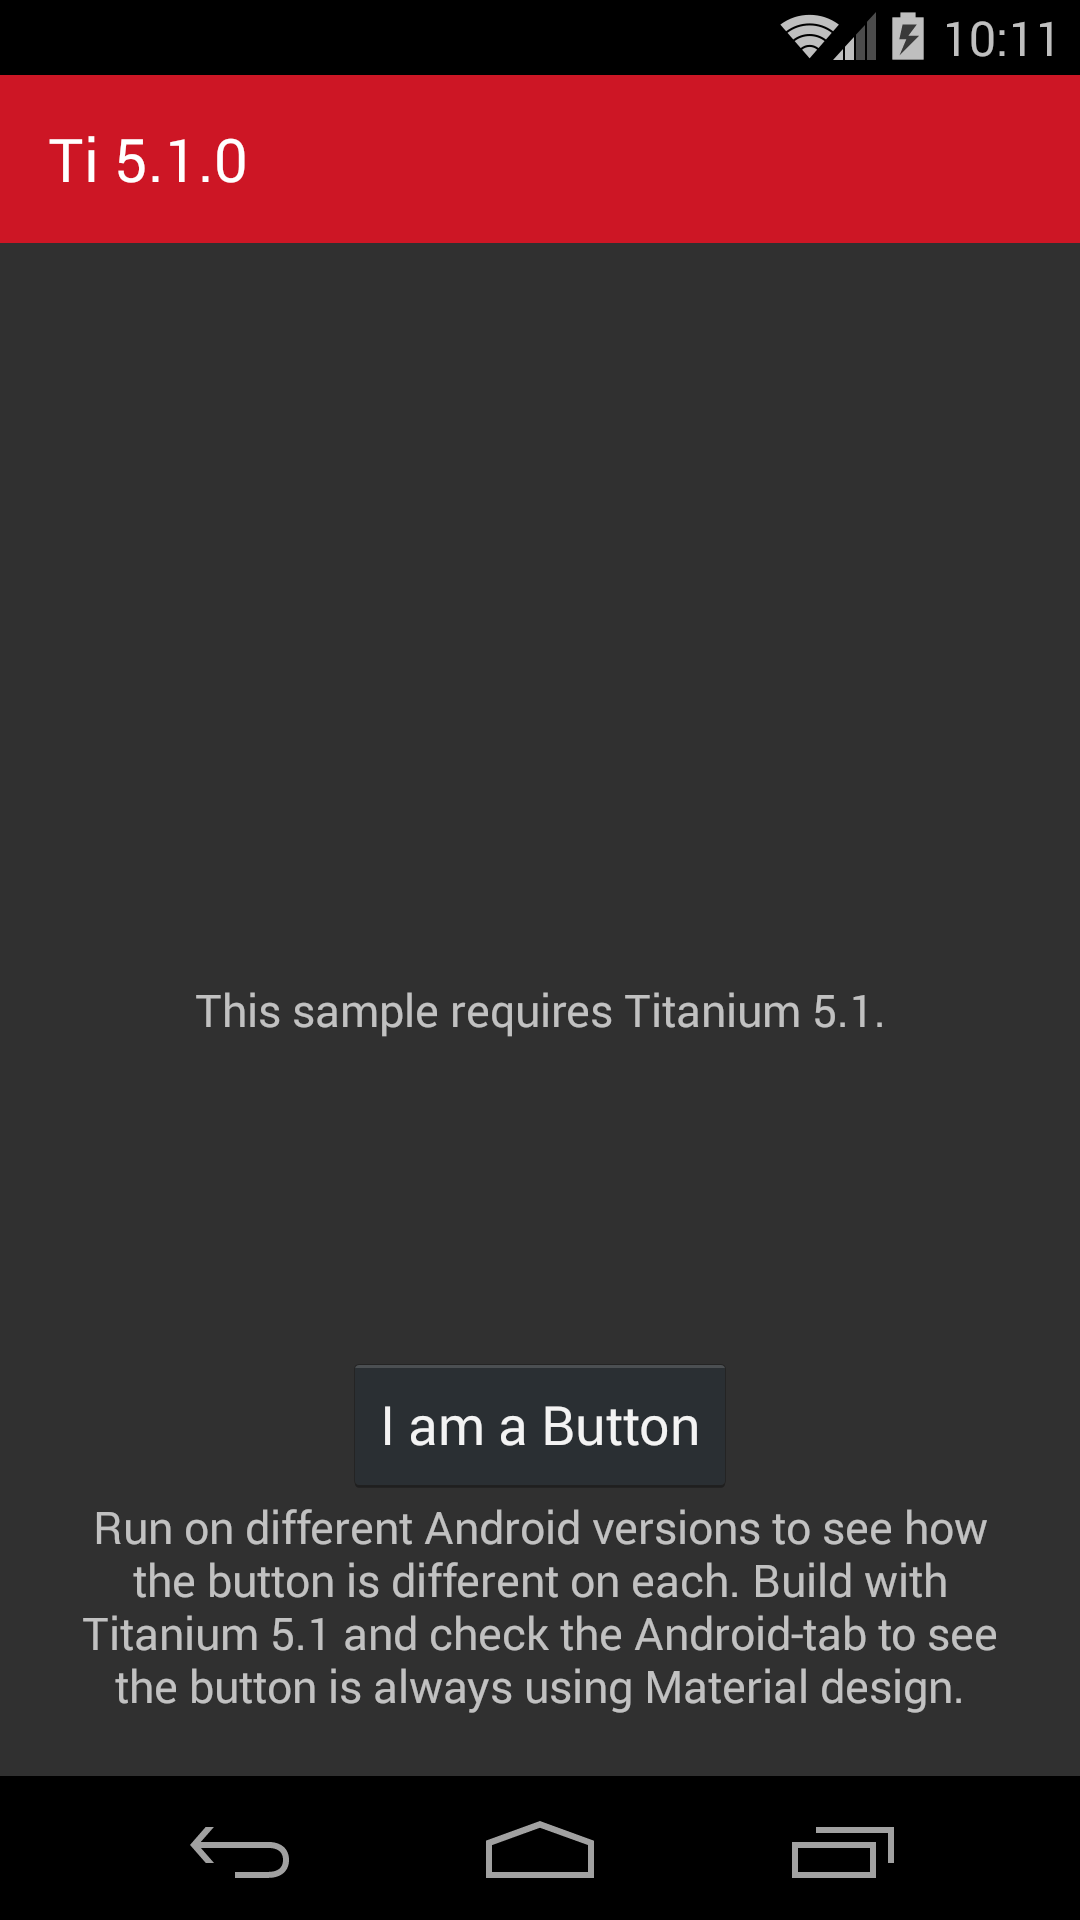 10:11
Ti 5.1.0
This sample requires Titanium 5.1.
I am a Button
Run on different Android versions to see how
the button is different on each. Build with
Titanium 5.1 and check the Android-tab to see
the button is always using Material design.